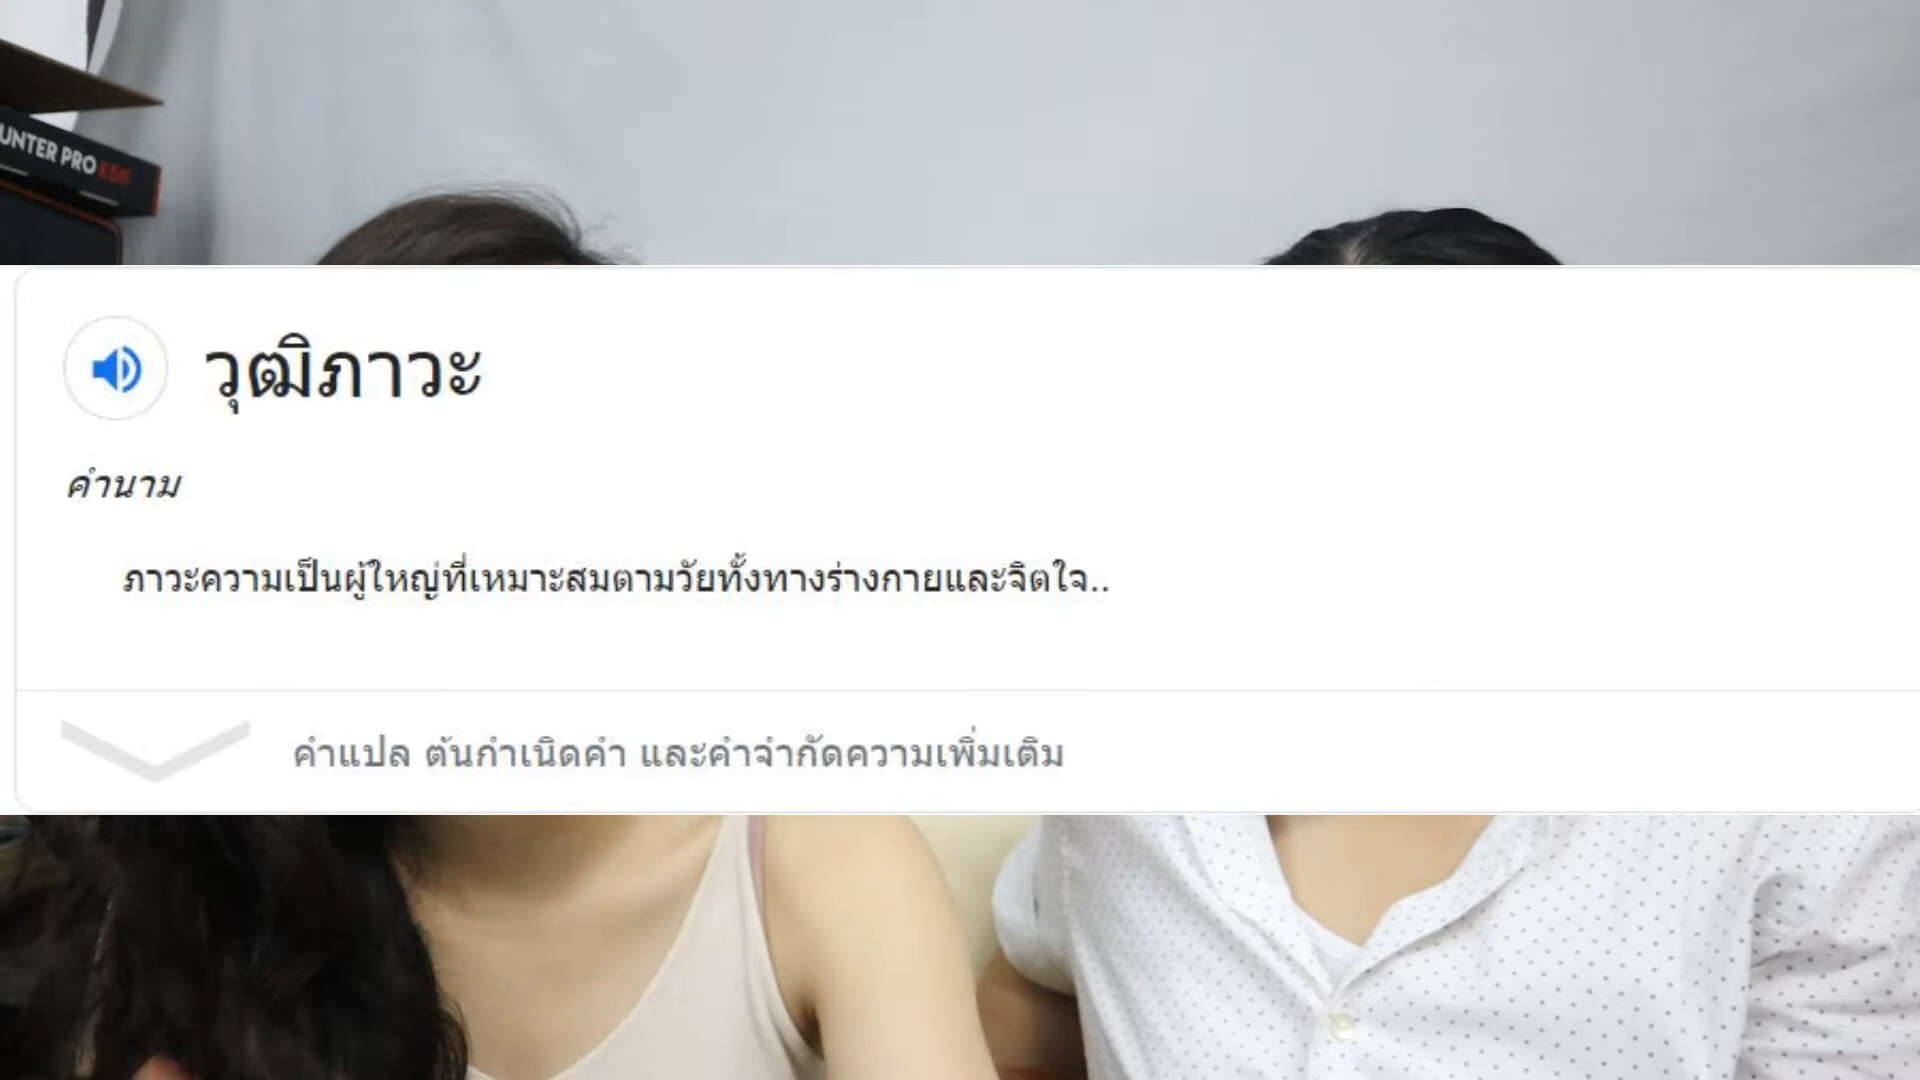 UNTER PRO K511
วุฒิภาวะ
คำนาม
ภาวะความเป็นผู้ใหญ่ที่เหมาะสมตามวัยทั้งทางร่างกายและจิตใจ..
คำแปล ต้นกำเนิดคำ และคำจำกัดความเพิ่มเติม